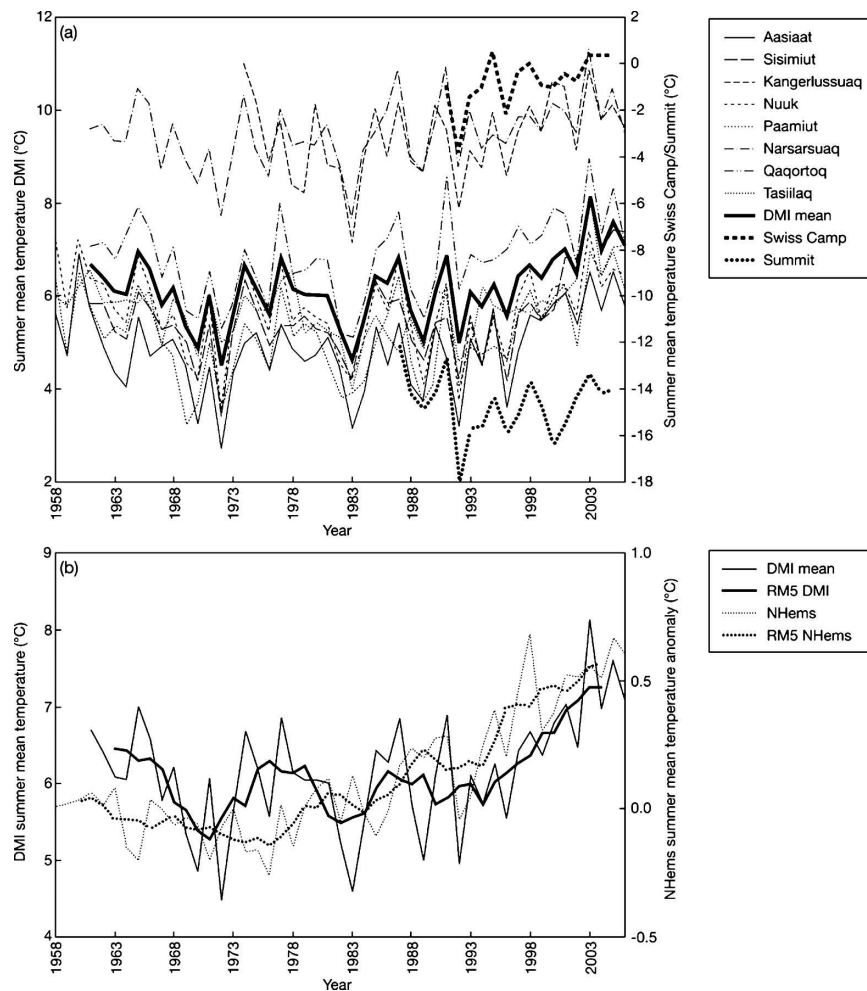 (a)
Summer mean temperature DMI (°C)
12
10
8
6
4
2
2
0
-2
-4
-6
-8
-10
-12
-14
-16
-18
Summer mean temperature Swiss Camp/Summit (°C)
1958
1963
1968
1973
1978
1983
1988
1993
1998
2003
Year
Aasiaat
Sisimiut
Kangerlussuaq
Nuuk
Paamiut
Narsarsuaq
Qaqortoq
Tasiilaq
DMI mean
Swiss Camp
Summit
(b)
DMI summer mean temperature (°C)
9
8
7
6
5
4
1.0
0.5
0.0
-0.5
NHems summer mean temperature anomaly (°C)
1958
1963
1968
1973
1978
1983
1988
1993
1998
2003
Year
DMI mean
RM5 DMI
NHems
RM5 NHems